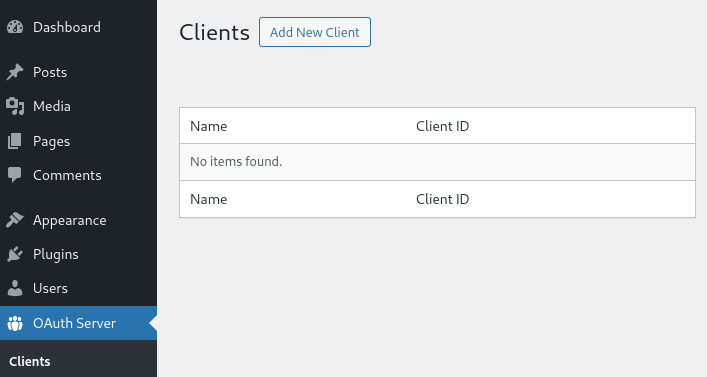 Dashboard
Posts
Media
Pages
Comments
Appearance
Plugins
Users
OAuth Server
Clients
Clients Add New Client
Name Client ID
No items found.
Name Client ID